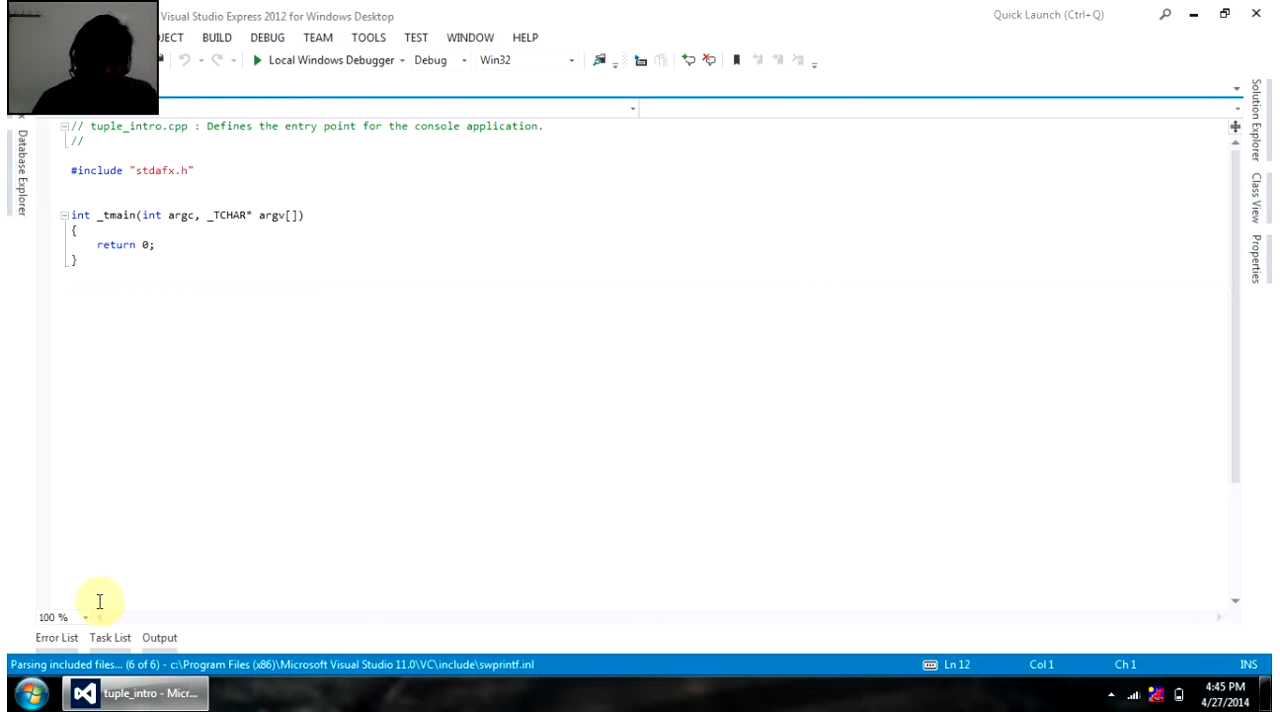 Visual Studio Express 2012 for Windows Desktop
Quick Launch (Ctrl+Q)
JECT BUILD DEBUG TEAM TOOLS TEST WINDOW HELP
Local Windows Debugger Debug Win32
// tuple_intro.cpp : Defines the entry point for the console application.
//
#include "stdafx.h"
int _tmain(int argc, _TCHAR* argv[])
{
return 0;
}
Database Explorer
Solution Explorer
Class View
Properties
100 %
Error List Task List Output
Parsing included files... (6 of 6) - c:\Program Files (x86)\Microsoft Visual Studio 11.0\VC\include\swprintf.inl
Ln 12 Col 1 Ch 1 INS
tuple_intro - Micr...
4:45 PM
4/27/2014